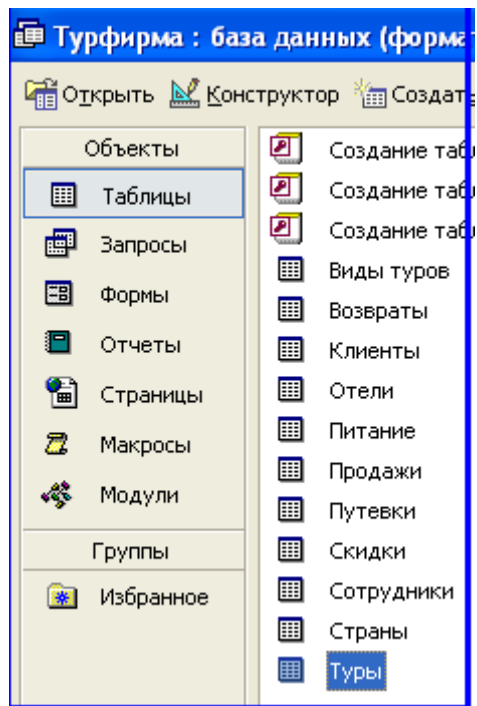 Турфирма : база данных (форма
Открыть Конструктор Создать
Объекты
Таблицы
Запросы
Формы
Отчеты
Страницы
Макросы
Модули
Группы
Избранное
Создание таб
Создание таб
Создание таб
Виды туров
Возвраты
Клиенты
Отели
Питание
Продажи
Путевки
Скидки
Сотрудники
Страны
Туры